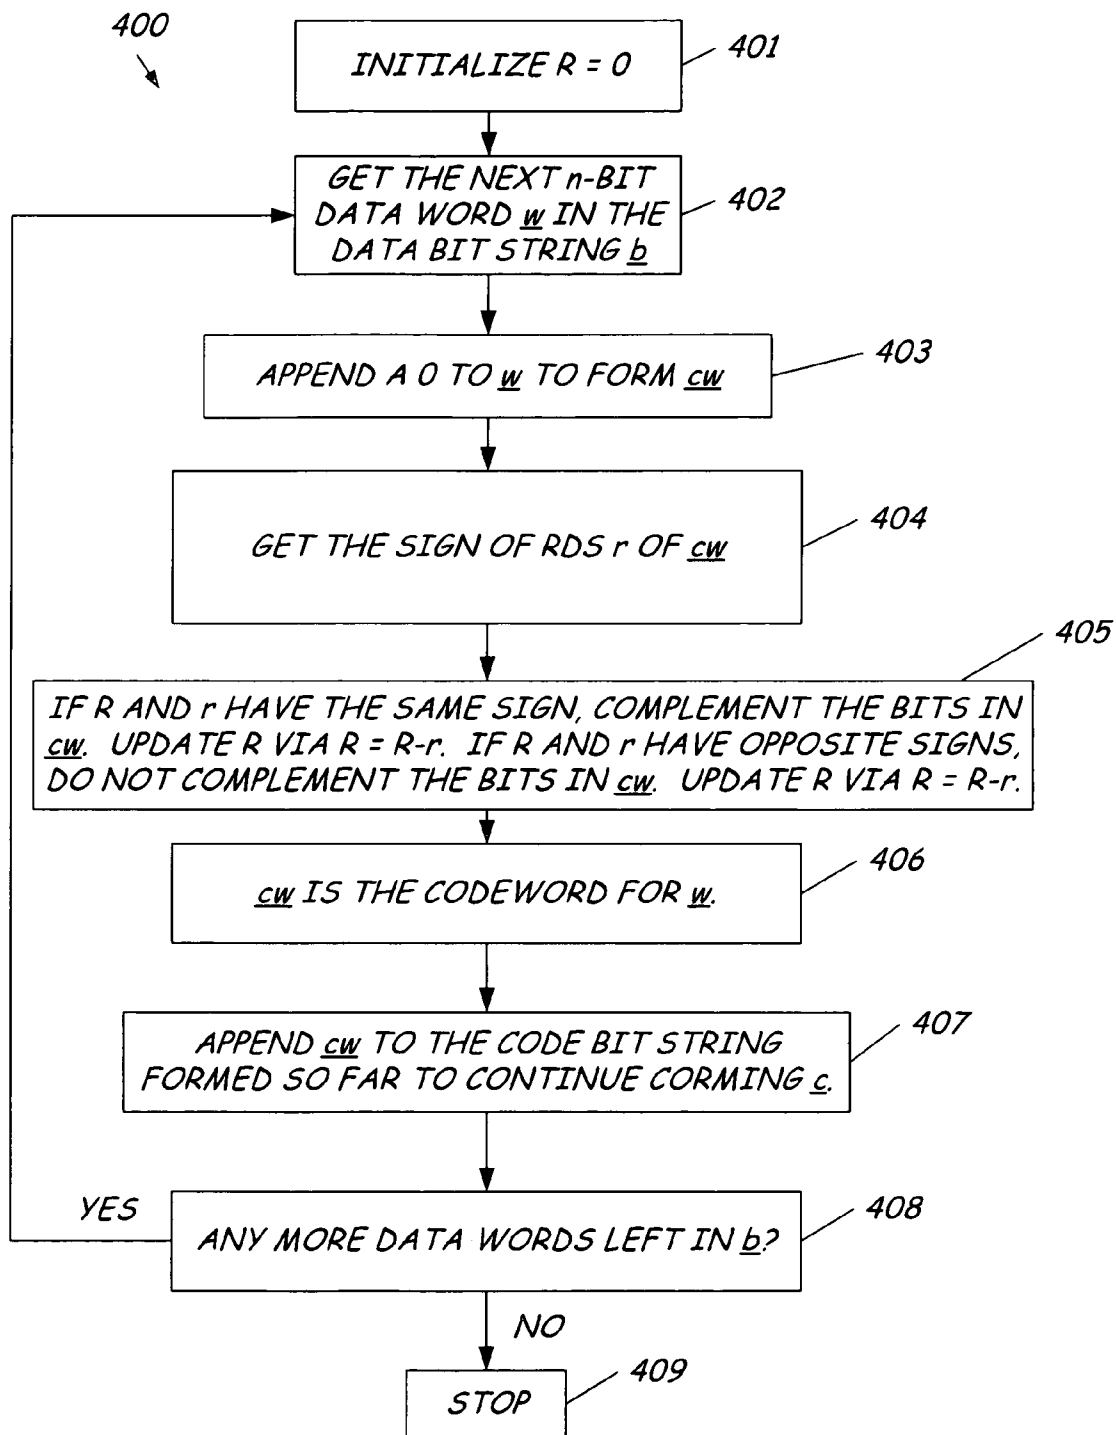 400
INITIALIZE R = 0
401
GET THE NEXT n-BIT
DATA WORD w IN THE
DATA BIT STRING b
402
APPEND A 0 TO w TO FORM cw
403
GET THE SIGN OF RDS r OF cw
404
405
IF R AND r HAVE THE SAME SIGN, COMPLEMENT THE BITS IN
cw. UPDATE R VIA R = R-r. IF R AND r HAVE OPPOSITE SIGNS,
DO NOT COMPLEMENT THE BITS IN cw. UPDATE R VIA R = R-r.
cw IS THE CODEWORD FOR w.
406
APPEND cw TO THE CODE BIT STRING
FORMED SO FAR TO CONTINUE CORMING c.
407
YES
ANY MORE DATA WORDS LEFT IN b?
408
NO
STOP
409